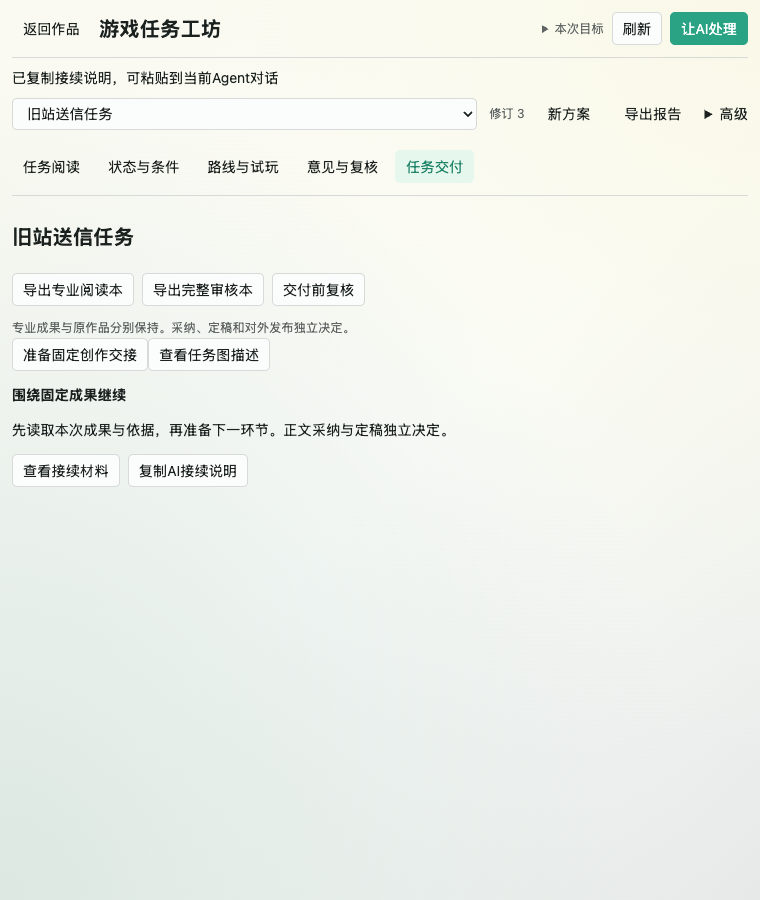 返回作品 游戏任务工坊 ▶ 本次目标 刷新 让AI处理
已复制接续说明，可粘贴到当前Agent对话
旧站送信任务 修订 3 新方案 导出报告 ▶ 高级
任务阅读 状态与条件 路线与试玩 意见与复核 任务交付
旧站送信任务
导出专业阅读本 导出完整审核本 交付前复核
专业成果与原作品分别保持。采纳、定稿和对外发布独立决定。
准备固定创作交接 查看任务图描述
围绕固定成果继续
先读取本次成果与依据，再准备下一环节。正文采纳与定稿独立决定。
查看接续材料 复制AI接续说明